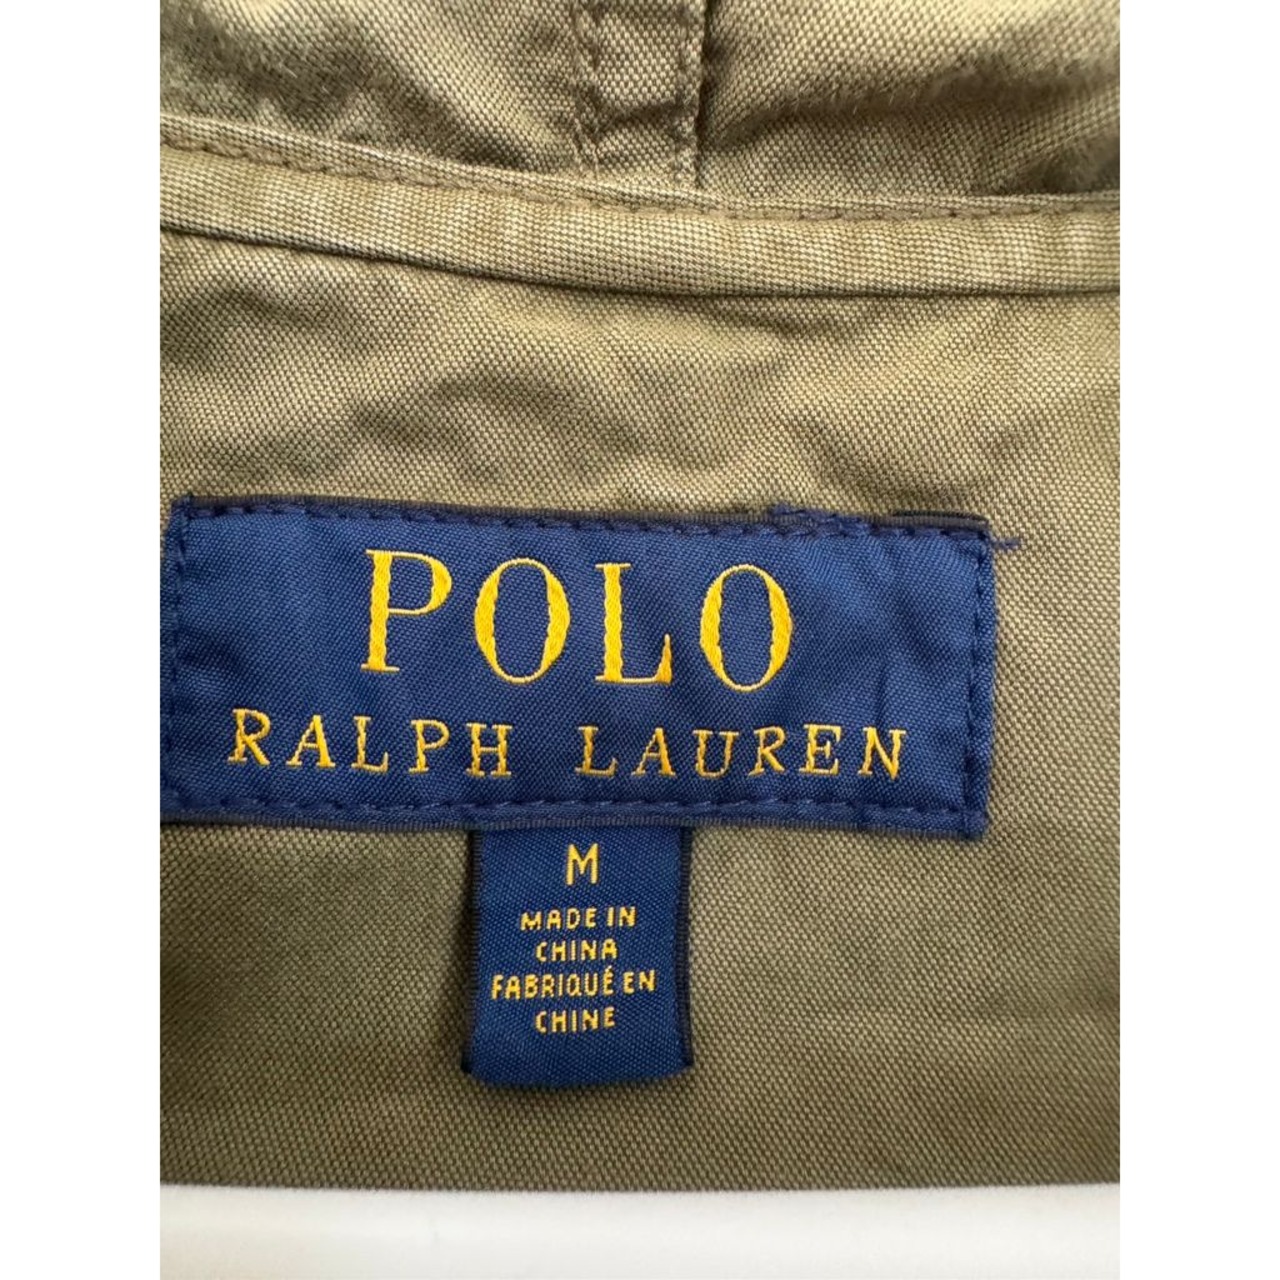 POLO
RALPH LAUREN
M
MADE IN
CHINA
FABRIQUÉ EN
CHINE